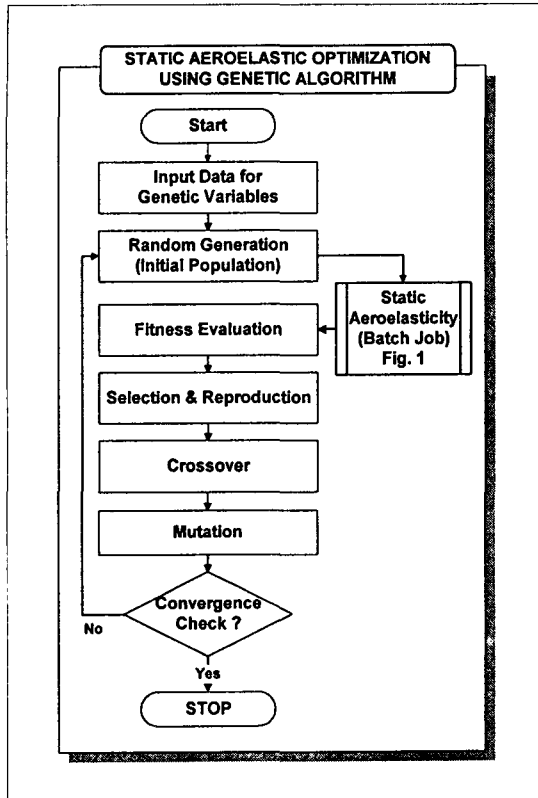 STATIC AEROELASTIC OPTIMIZATION
USING GENETIC ALGORITHM
Start
Input Data for
Genetic Variables
Random Generation
(Initial Population)
Static
Aeroelasticity
(Batch Job)
Fig. 1
Fitness Evaluation
Selection & Reproduction
Crossover
Mutation
Convergence
Check ?
No
Yes
STOP